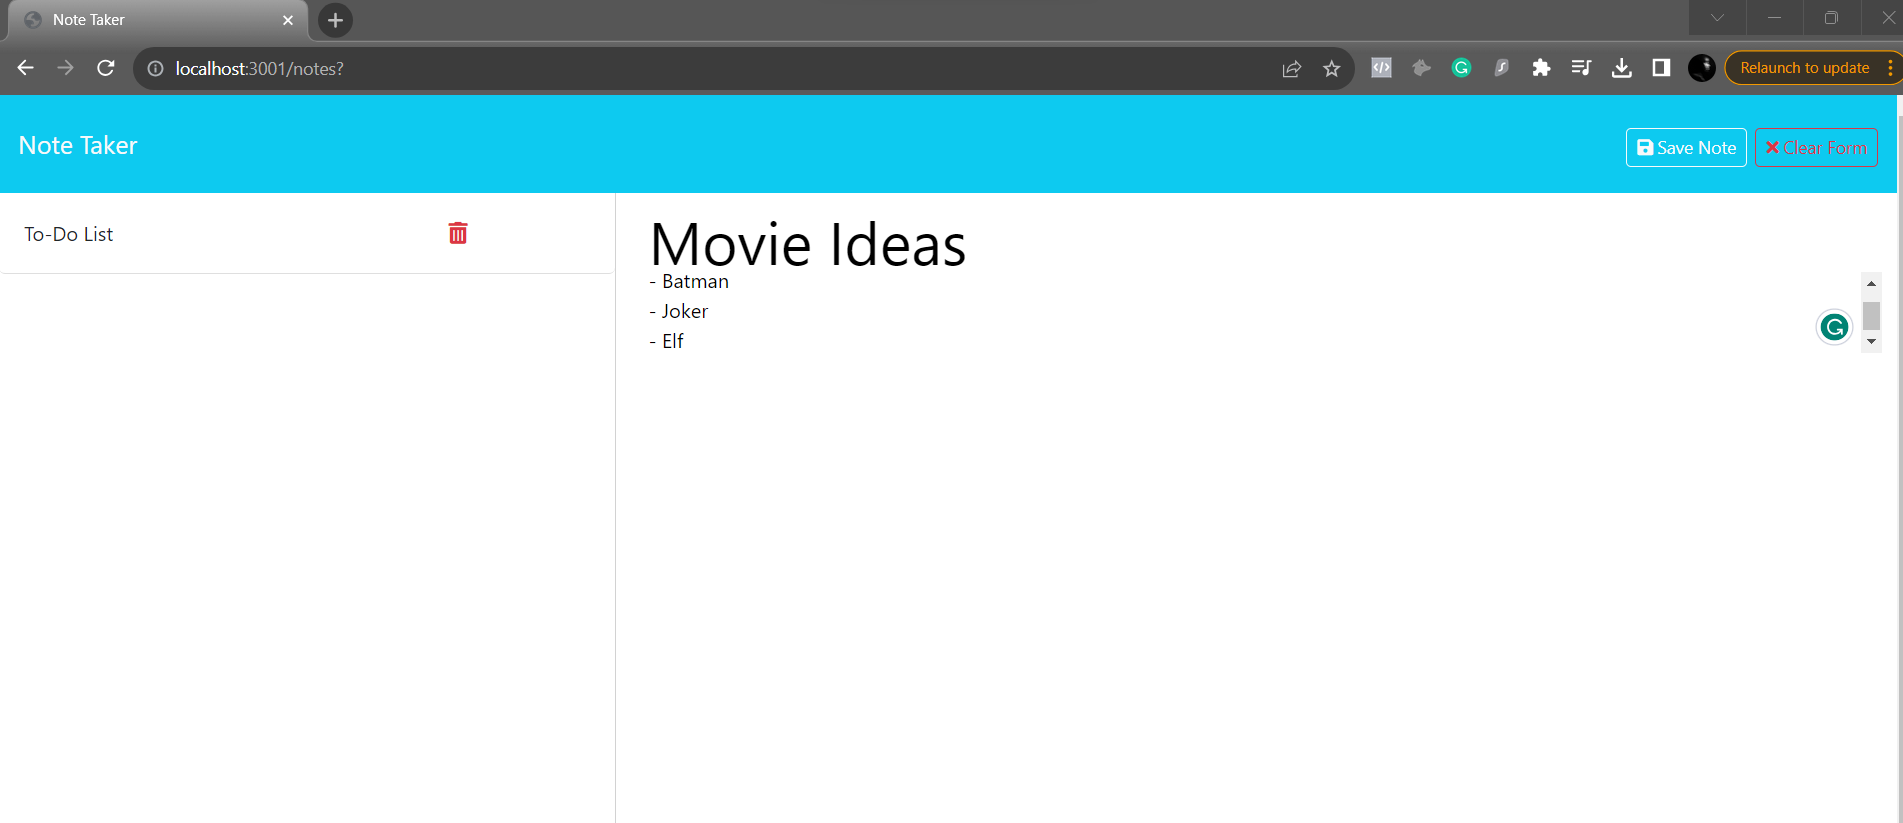 Note Taker
localhost:3001/notes?
Relaunch to update
Note Taker
Save Note
Clear Form
To-Do List
Movie Ideas
- Batman
- Joker
- Elf